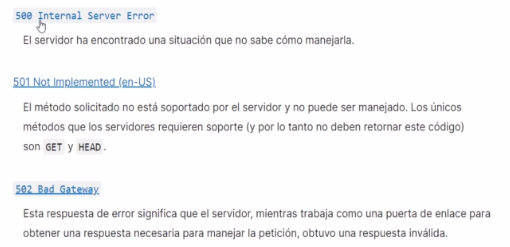 500 Internal Server Error
El servidor ha encontrado una situación que no sabe cómo manejarla.
501 Not Implemented (en-US)
El método solicitado no está soportado por el servidor y no puede ser manejado. Los únicos
métodos que los servidores requieren soporte (y por lo tanto no deben retornar este código)
son GET y HEAD.
502 Bad Gateway
Esta respuesta de error significa que el servidor, mientras trabaja como una puerta de enlace para
obtener una respuesta necesaria para manejar la petición, obtuvo una respuesta inválida.